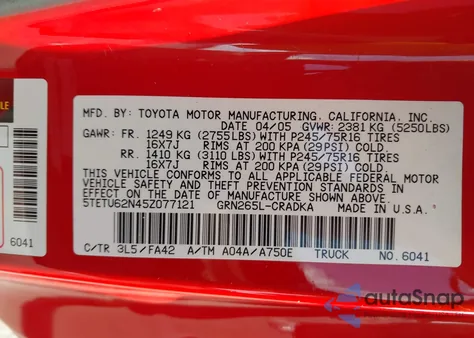 MFD. BY: TOYOTA MOTOR MANUFACTURING, CALIFORNIA, INC.
DATE 04/05 GVWR: 2381 KG (5250LBS)
GAWR: FR. 1249 KG (2755LBS) WITH P245/75R16 TIRES
16X7J RIMS AT 200 KPA (29PSI) COLD.
RR. 1410 KG (3110LBS) WITH P245/75R16 TIRES
16X7J RIMS AT 200 KPA (29PSI) COLD.
THIS VEHICLE CONFORMS TO ALL APPLICABLE FEDERAL MOTOR
VEHICLE SAFETY AND THEFT PREVENTION STANDARDS IN
EFFECT ON THE DATE OF MANUFACTURE SHOWN ABOVE.
5TETU62N45Z077121 GRN265L-CRADKA MADE IN U.S.A.
C/TR 3L5/FA42 A/TM A04A/A750E TRUCK NO. 6041
6041
autoSnap